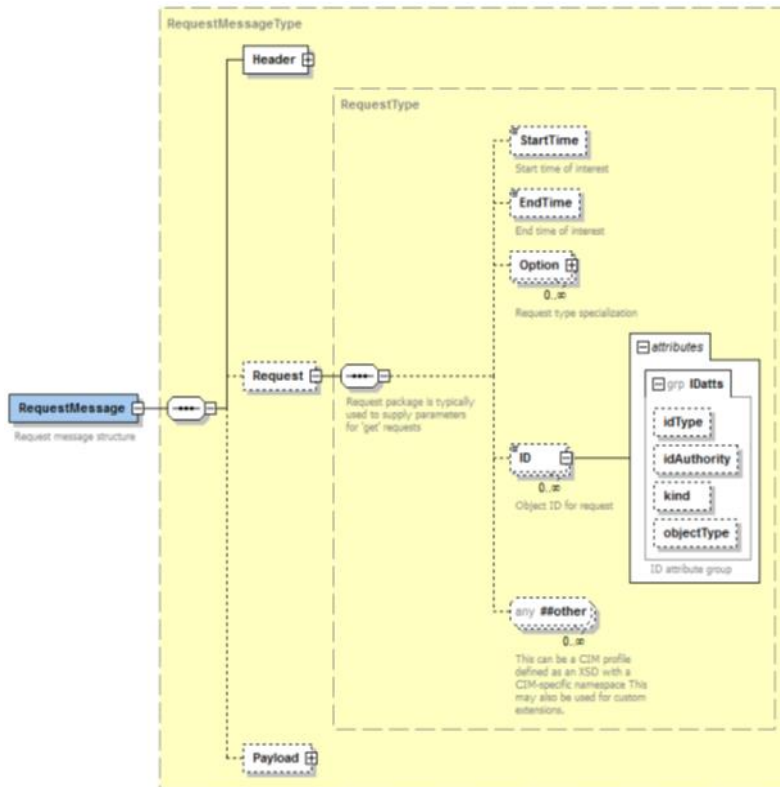 RequestMessageType
Header
RequestType
StartTime
Start time of interest
EndTime
End time of interest
Option
0..∞
Request type specialization
attributes
grp IDatts
Request
idType
Request package is typically
used to supply parameters
for 'get' requests
RequestMessage
Request message structure
ID
idAuthority
0..∞
kind
Object ID for request
objectType
ID attribute group
any ##other
0..∞
This can be a CIM profile
defined as an XSD with a
CIM-specific namespace This
may also be used for custom
extensions.
Payload